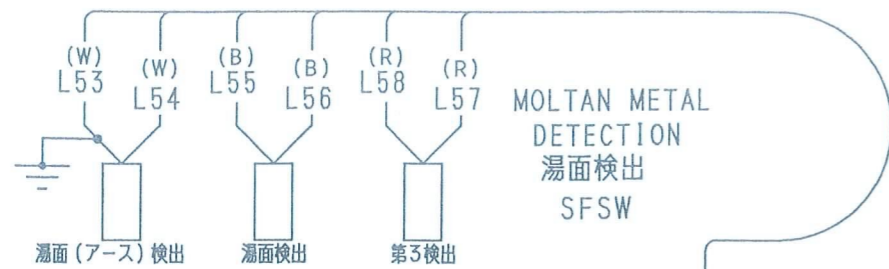 (W)
L53
(W)
L54
(B)
L55
(B)
L56
(R)
L58
(R)
L57
MOLTAN METAL
DETECTION
湯面検出
SFSW
湯面(アース)検出
湯面検出
第3検出